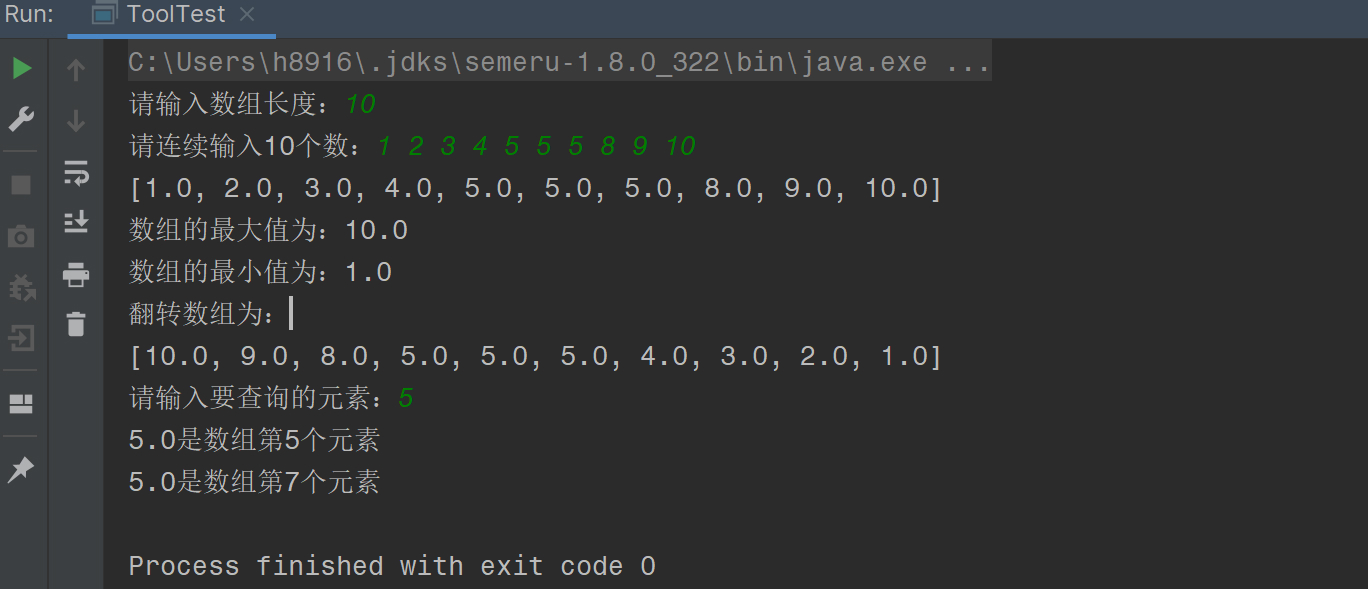 Run: ToolTest
C:\Users\h8916\.jdks\semeru-1.8.0_322\bin\java.exe ...
请输入数组长度：10
请连续输入10个数：1 2 3 4 5 5 5 8 9 10
[1.0, 2.0, 3.0, 4.0, 5.0, 5.0, 5.0, 8.0, 9.0, 10.0]
数组的最大值为：10.0
数组的最小值为：1.0
翻转数组为：
[10.0, 9.0, 8.0, 5.0, 5.0, 5.0, 4.0, 3.0, 2.0, 1.0]
请输入要查询的元素：5
5.0是数组第5个元素
5.0是数组第7个元素
Process finished with exit code 0